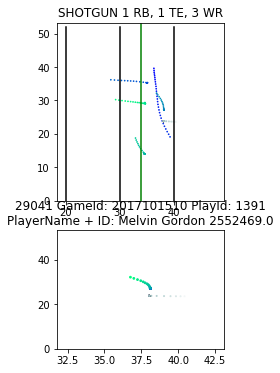 SHOTGUN 1 RB, 1 TE, 3 WR
50
40
30
20
10
0
20 30 40
29041 GameId: 2017101510 PlayId: 1391
PlayerName + ID: Melvin Gordon 2552469.0
40
20
0
32.5 35.0 37.5 40.0 42.5